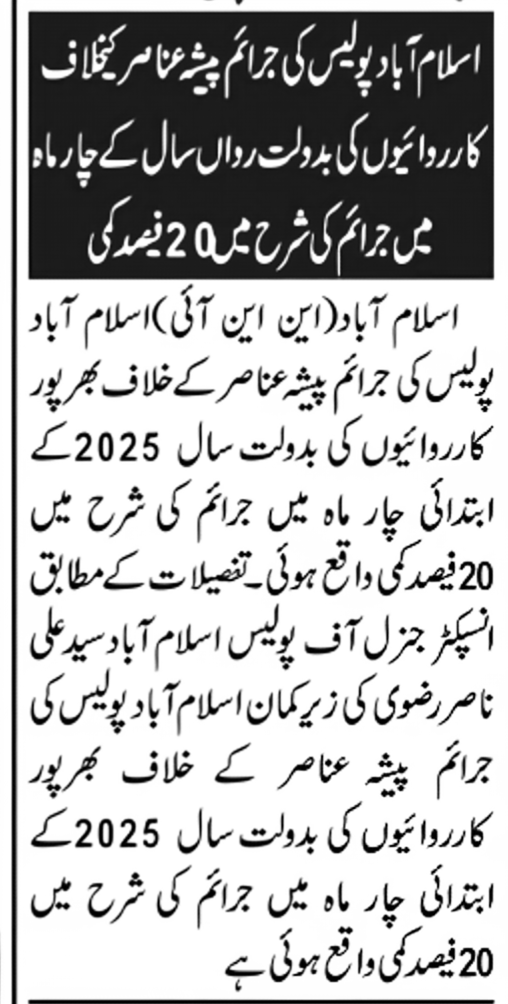 اسلام آباد پولیس کی جرائم پیشہ عناصر کیخلاف
کارروائیوں کی بدولت رواں سال کے چار ماہ
میں جرائم کی شرح میں 20 فیصد کمی
اسلام آباد (این این آئی) اسلام آباد
پولیس کی جرائم پیشہ عناصر کے خلاف بھرپور
کارروائیوں کی بدولت سال 2025 کے
ابتدائی چار ماہ میں جرائم کی شرح میں
20 فیصد کمی واقع ہوئی۔ تفصیلات کے مطابق
انسپکٹر جنرل آف پولیس اسلام آباد سید علی
ناصر رضوی کی زیر کمان اسلام آباد پولیس کی
جرائم پیشہ عناصر کے خلاف بھرپور
کارروائیوں کی بدولت سال 2025 کے
ابتدائی چار ماہ میں جرائم کی شرح میں
20 فیصد کمی واقع ہوئی ہے